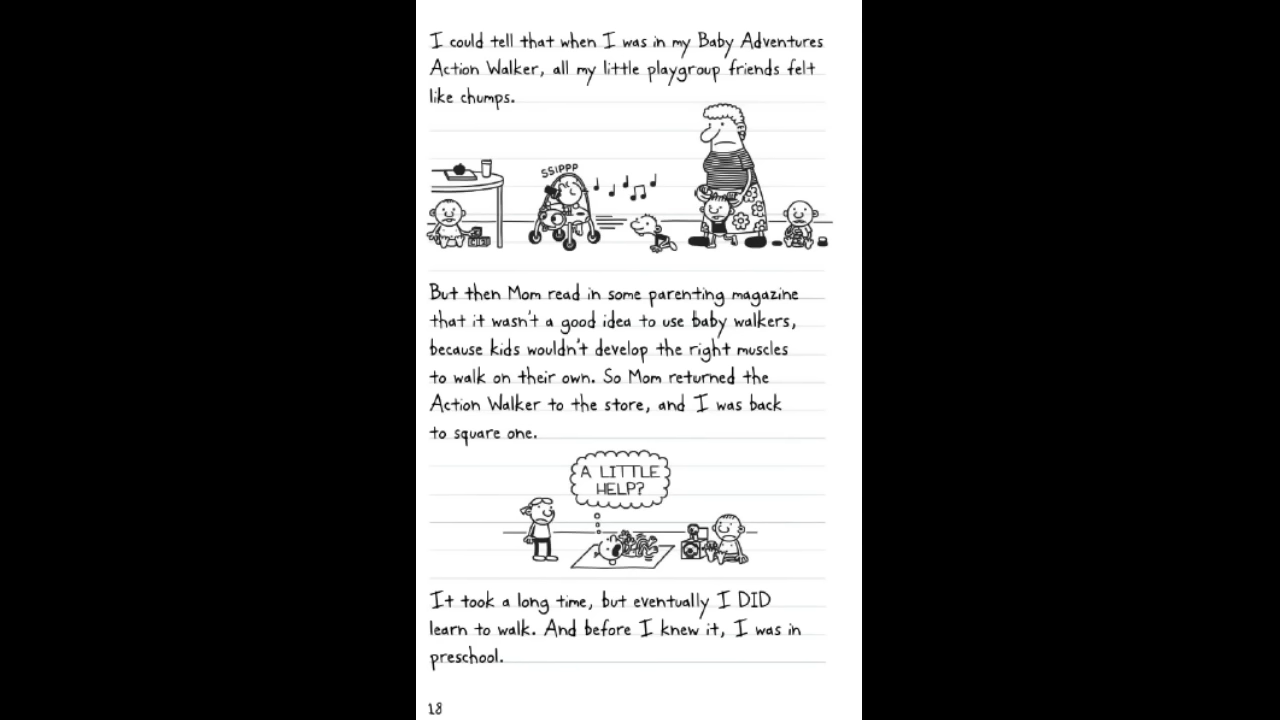 I could tell that when I was in my Baby Adventures
Action Walker, all my little playgroup friends felt
like chumps.
SSIPPP
But then Mom read in some parenting magazine
that it wasn't a good idea to use baby walkers,
because kids wouldn't develop the right muscles
to walk on their own. So Mom returned the
Action Walker to the store, and I was back
to square one.
A LITTLE
HELP?
It took a long time, but eventually I DID
learn to walk. And before I knew it, I was in
preschool.
18